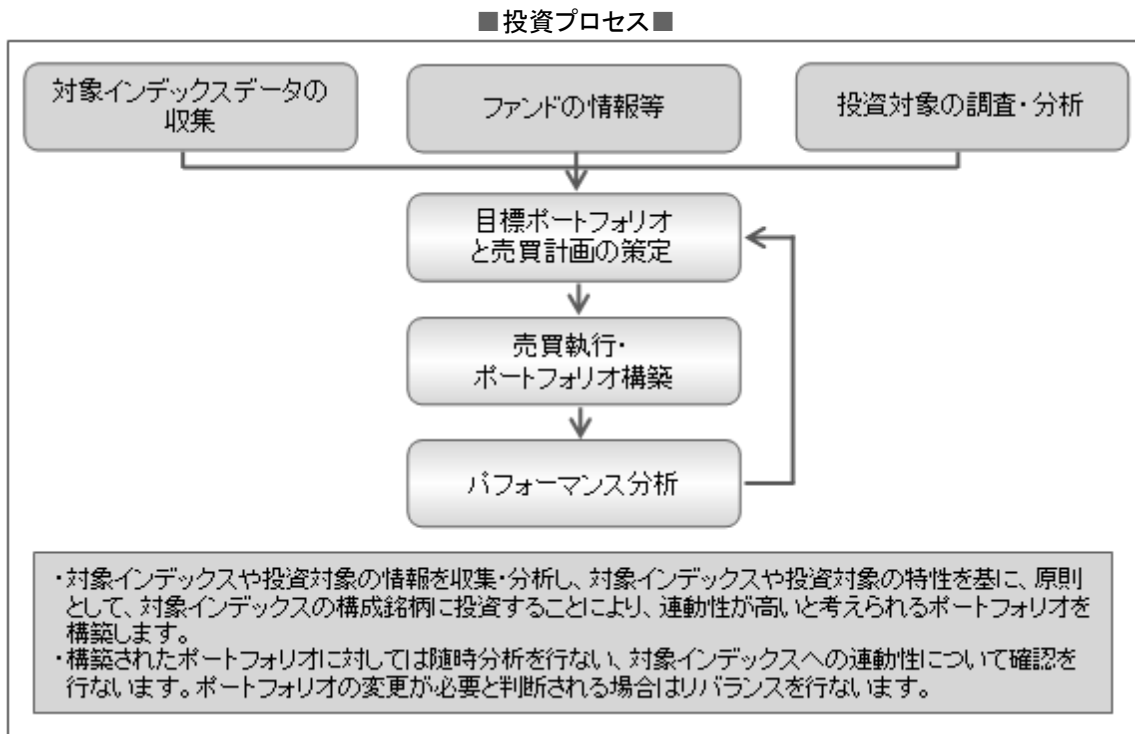 ■投資プロセス■
対象インデックスデータの
収集
ファンドの情報等
投資対象の調査・分析
目標ポートフォリオ
と売買計画の策定
売買執行・
ポートフォリオ構築
パフォーマンス分析
・対象インデックスや投資対象の情報を収集・分析し、対象インデックスや投資対象の特性を基に、原則
として、対象インデックスの構成銘柄に投資することにより、連動性が高いと考えられるポートフォリオを
構築します。
・構築されたポートフォリオに対しては随時分析を行ない、対象インデックスへの連動性について確認を
行ないます。ポートフォリオの変更が必要と判断される場合はリバランスを行ないます。